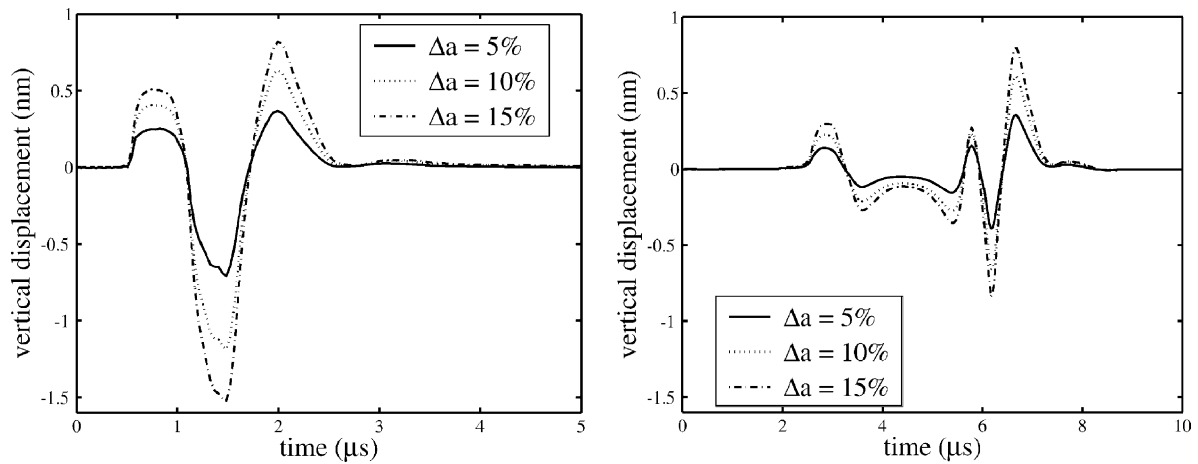 1
0.5
0
-0.5
-1
-1.5
vertical displacement (nm)
Δa = 5%
Δa = 10%
Δa = 15%
0
1
2
3
4
5
time (μs)
1
0.5
0
-0.5
-1
-1.5
vertical displacement (nm)
Δa = 5%
Δa = 10%
Δa = 15%
0
2
4
6
8
10
time (μs)